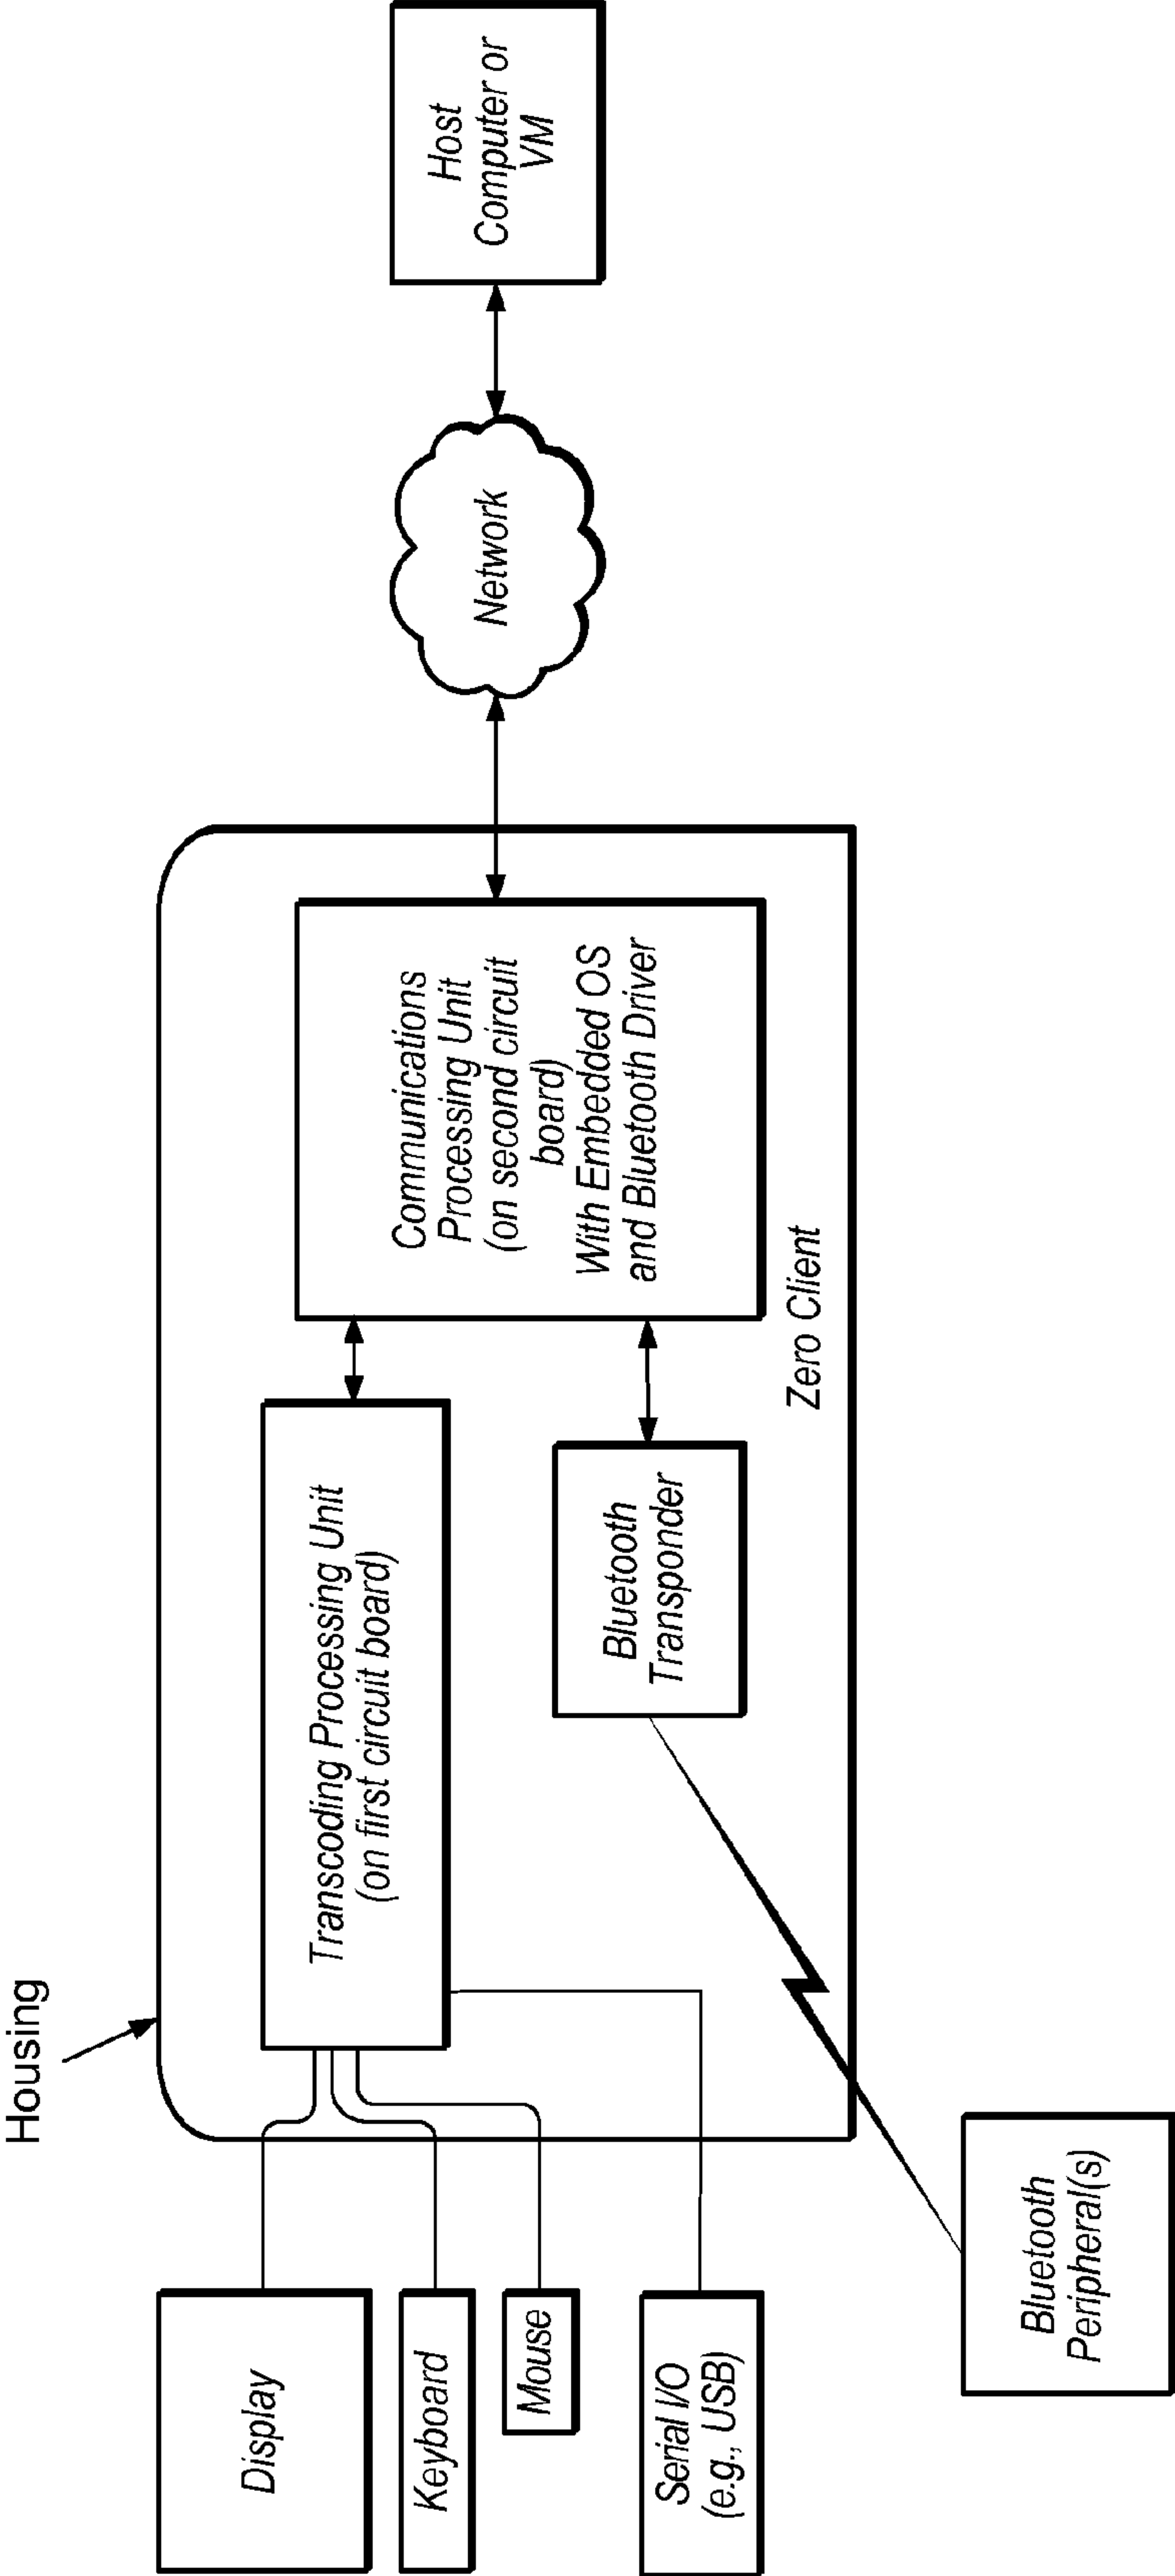 Housing
Display
Keyboard
Mouse
Serial I/O
(e.g., USB)
Bluetooth
Peripheral(s)
Transcoding Processing Unit
(on first circuit board)
Bluetooth
Transponder
Communications
Processing Unit
(on second circuit
board)
With Embedded OS
and Bluetooth Driver
Zero Client
Network
Host
Computer or
VM